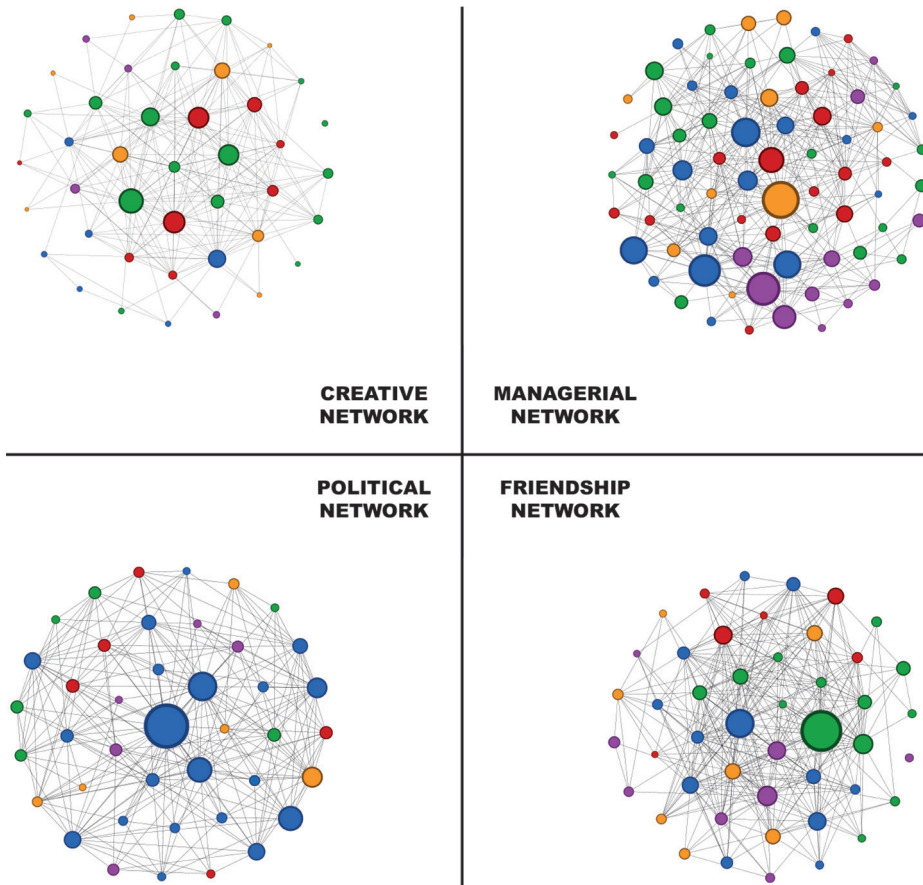 CREATIVE
NETWORK
MANAGERIAL
NETWORK
POLITICAL
NETWORK
FRIENDSHIP
NETWORK